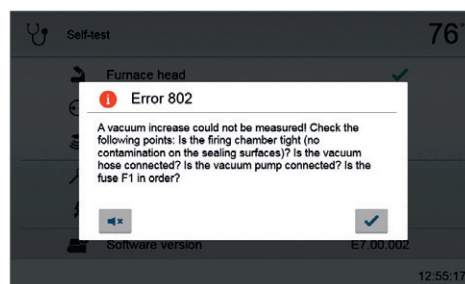 Self-test
76°
Furnace head
Error 802
A vacuum increase could not be measured! Check the
following points: Is the firing chamber tight (no
contamination on the sealing surfaces)? Is the vacuum
hose connected? Is the vacuum pump connected? Is the
fuse F1 in order?
Software version E7.00.002
12:55:17